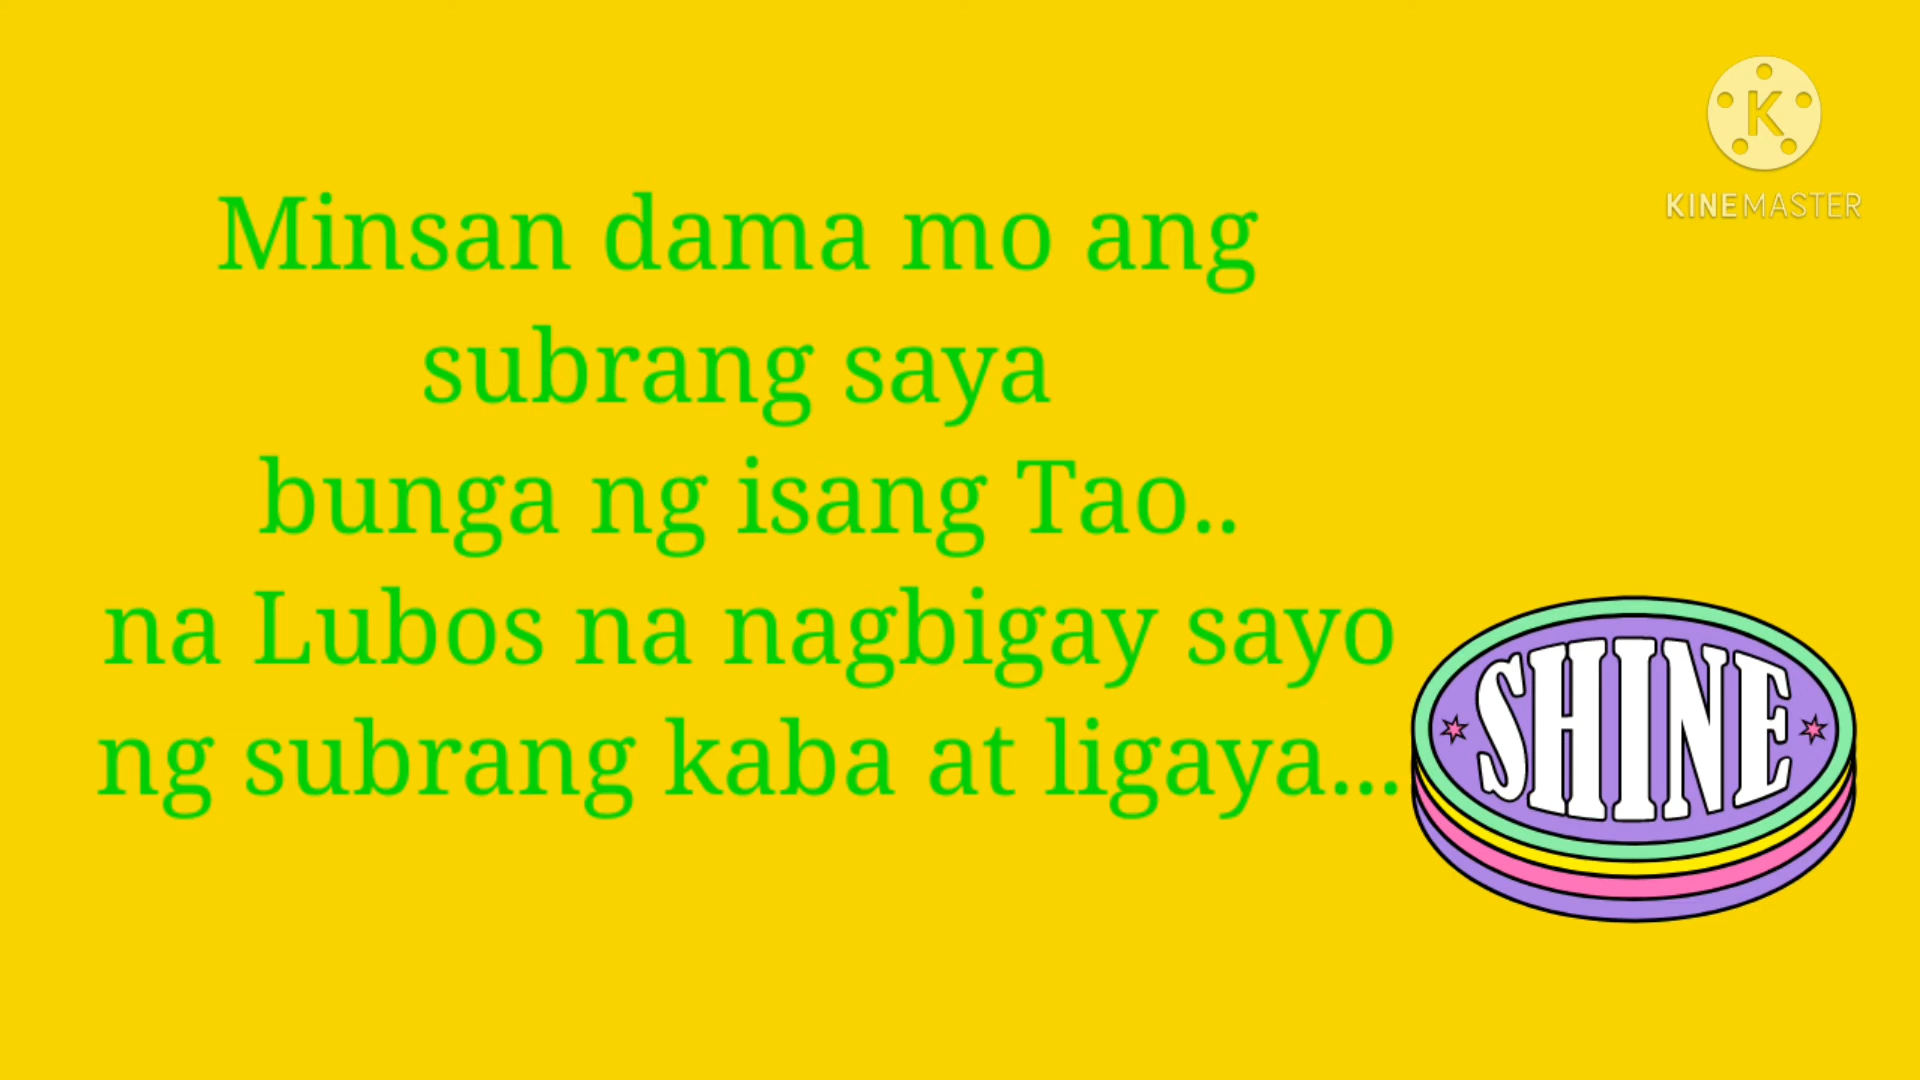 KINEMASTER
Minsan dama mo ang
subrang saya
bunga ng isang Tao..
na Lubos na nagbigay sayo
ng subrang kaba at ligaya...
SHINE